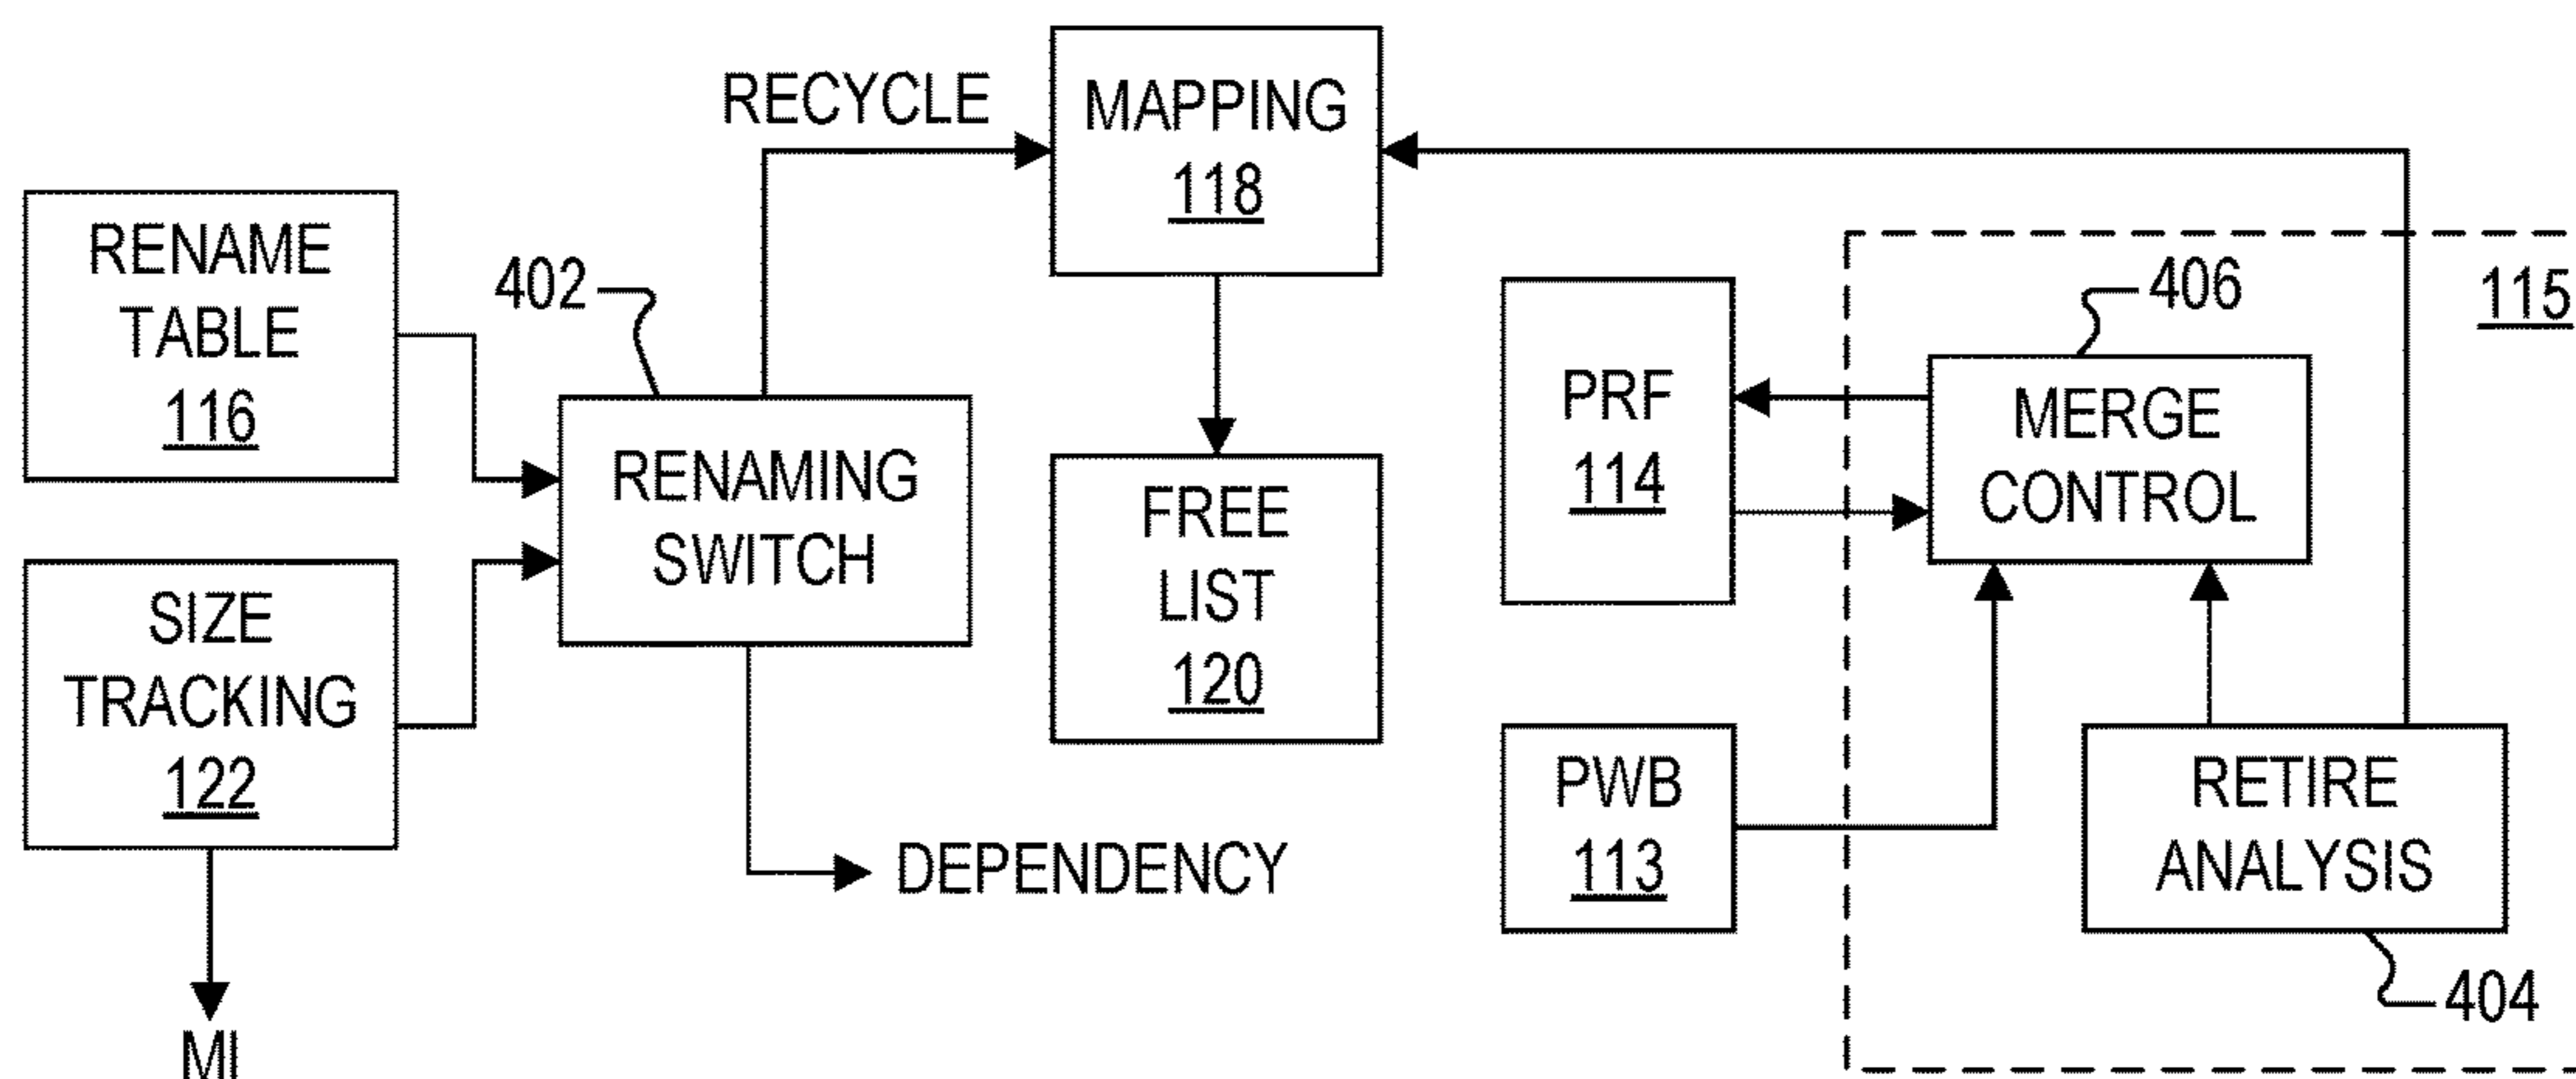 RECYCLE
MAPPING
118
RENAME
TABLE
116
402
406
115
PRF
114
MERGE
CONTROL
RENAMING
SWITCH
FREE
LIST
120
SIZE
TRACKING
122
PWB
113
RETIRE
ANALYSIS
DEPENDENCY
404
MI